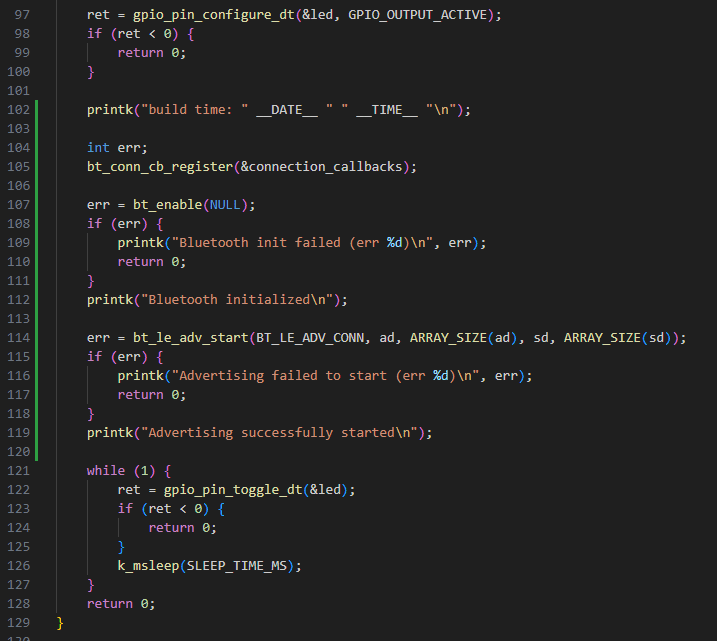 97 ret = gpio_pin_configure_dt(&led, GPIO_OUTPUT_ACTIVE);
98 if (ret < 0) {
99 return 0;
100 }
101
102 printk("build time: " __DATE__ " " __TIME__ "\n");
103
104 int err;
105 bt_conn_cb_register(&connection_callbacks);
106
107 err = bt_enable(NULL);
108 if (err) {
109 printk("Bluetooth init failed (err %d)\n", err);
110 return 0;
111 }
112 printk("Bluetooth initialized\n");
113
114 err = bt_le_adv_start(BT_LE_ADV_CONN, ad, ARRAY_SIZE(ad), sd, ARRAY_SIZE(sd));
115 if (err) {
116 printk("Advertising failed to start (err %d)\n", err);
117 return 0;
118 }
119 printk("Advertising successfully started\n");
120
121 while (1) {
122 ret = gpio_pin_toggle_dt(&led);
123 if (ret < 0) {
124 return 0;
125 }
126 k_msleep(SLEEP_TIME_MS);
127 }
128 return 0;
129 }